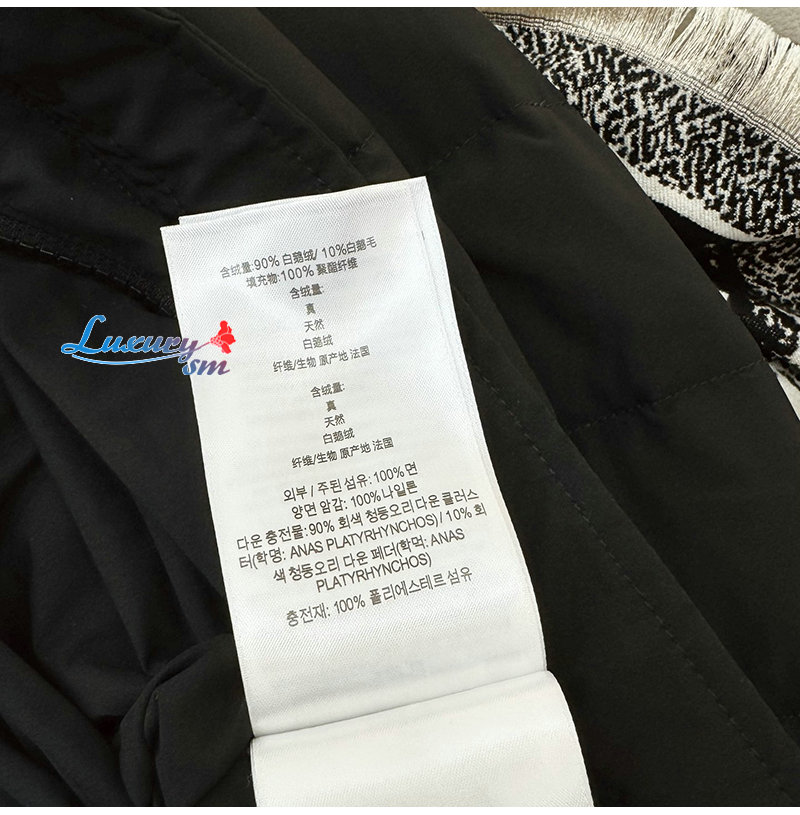 含绒量:90% 白鹅绒/ 10%白鹅毛
填充物:100% 聚酯纤维
含绒量:
真
天然
白鹅绒
纤维/生物 原产地 法国
含绒量:
真
天然
白鹅绒
纤维/生物 原产地 法国
외부 / 주된 섬유: 100% 면
양면 암감: 100% 나일론
다운 충전물: 90% 회색 청둥오리 다운 클러스
터(학명: ANAS PLATYRHYNCHOS) / 10% 회
색 청둥오리 다운 페더(학먹: ANAS
PLATYRHYNCHOS)
충전재: 100% 폴리에스테르 섬유
Luxury
sm